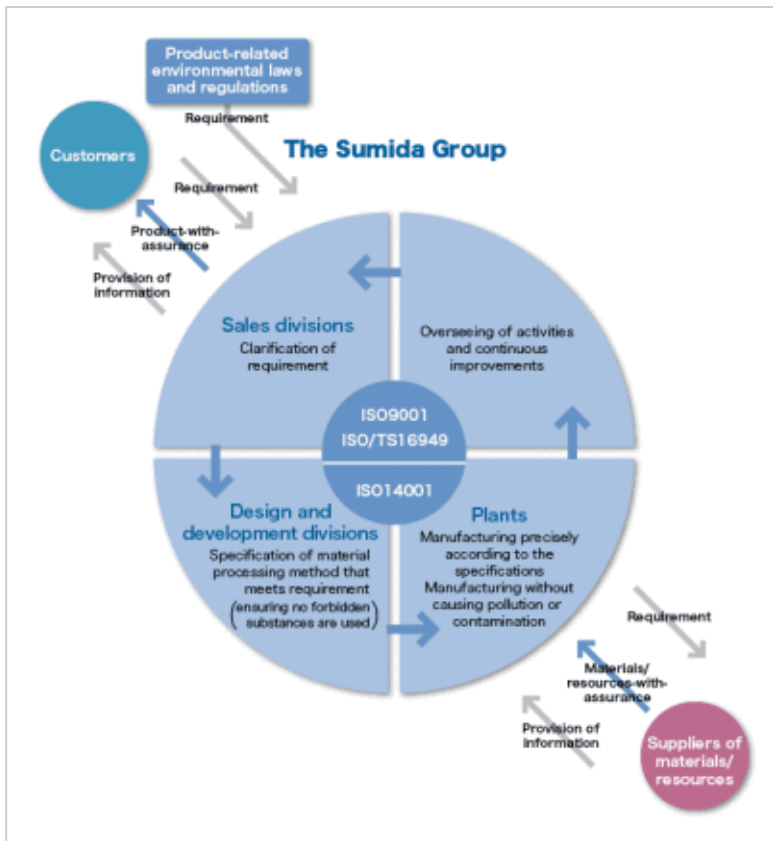 Product-related
environmental laws
and regulations
Requirement
Customers
The Sumida Group
Requirement
Product-with-
assurance
Provision of
information
Sales divisions
Clarification of
requirement
Overseeing of activities
and continuous
improvements
ISO9001
ISO/TS16949
ISO14001
Design and
development divisions
Specification of material
processing method that
meets requirement
(ensuring no forbidden
substances are used)
Plants
Manufacturing precisely
according to the
specifications
Manufacturing without
causing pollution or
contamination
Requirement
Materials/
resources-with-
assurance
Provision of
information
Suppliers of
materials/
resources